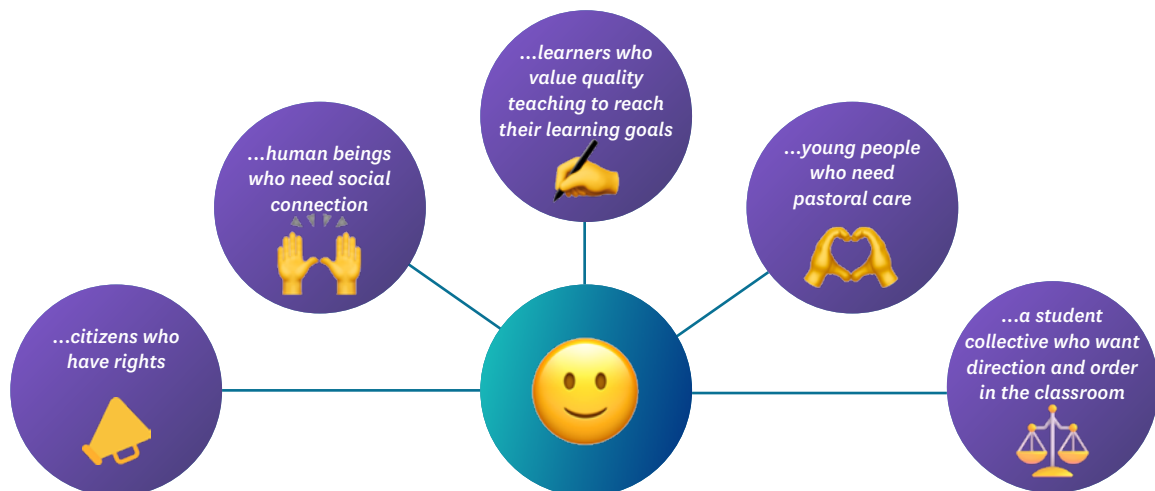 ...citizens who
have rights
...human beings
who need social
connection
...learners who
value quality
teaching to reach
their learning goals
...young people
who need
pastoral care
...a student
collective who want
direction and order
in the classroom